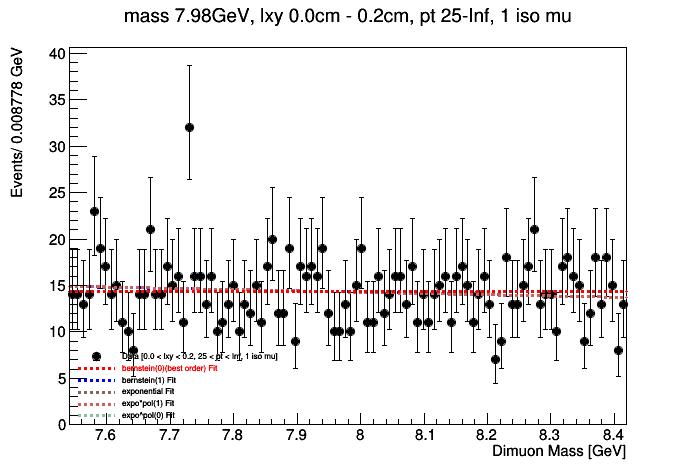 mass 7.98GeV, lxy 0.0cm - 0.2cm, pt 25-Inf, 1 iso mu
Events/ 0.008778 GeV
40
35
30
25
20
15
10
5
0
Data [0.0 < lxy < 0.2, 25 < pt < Inf, 1 iso mu]
bernstein(0)(best order) Fit
bernstein(1) Fit
exponential Fit
expo*pol(1) Fit
expo*pol(0) Fit
7.6 7.7 7.8 7.9 8 8.1 8.2 8.3 8.4
Dimuon Mass [GeV]